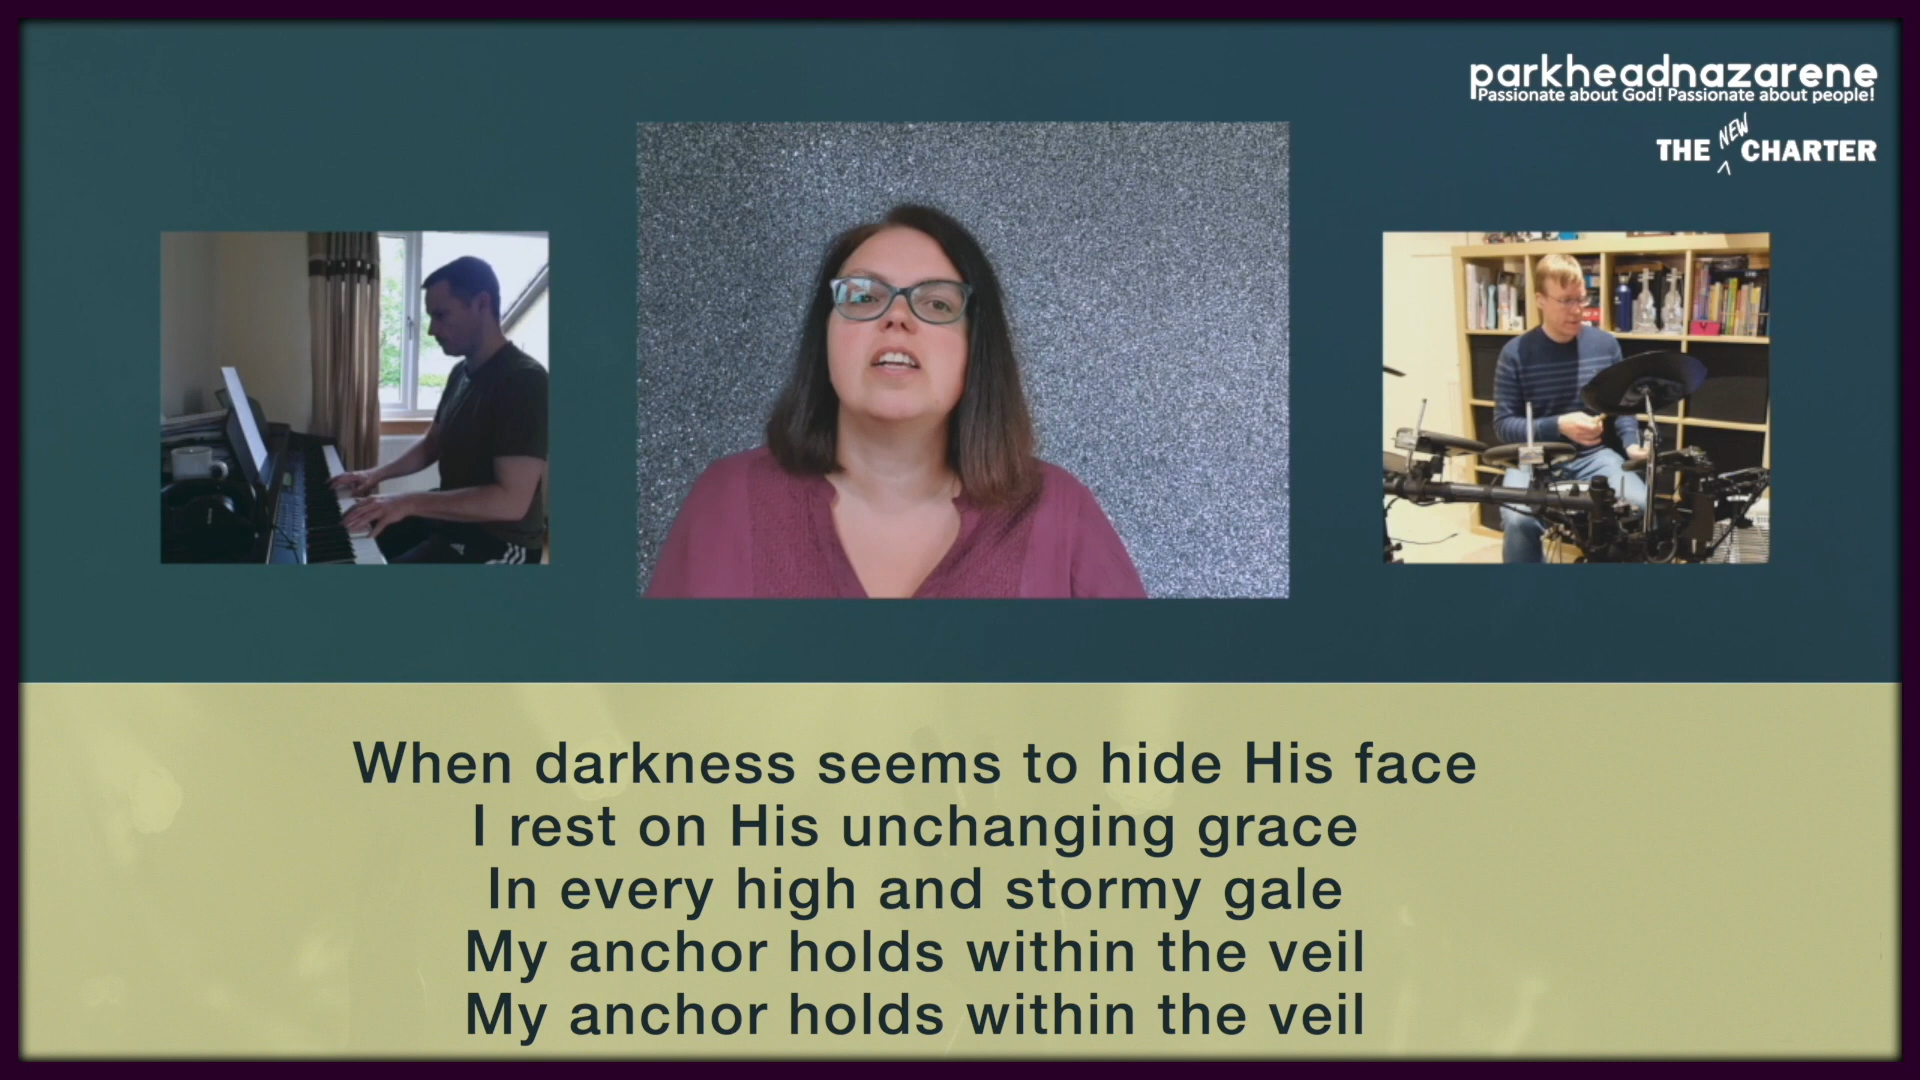 parkheadnazarene
Passionate about God! Passionate about people!
THE NEW CHARTER
When darkness seems to hide His face
I rest on His unchanging grace
In every high and stormy gale
My anchor holds within the veil
My anchor holds within the veil